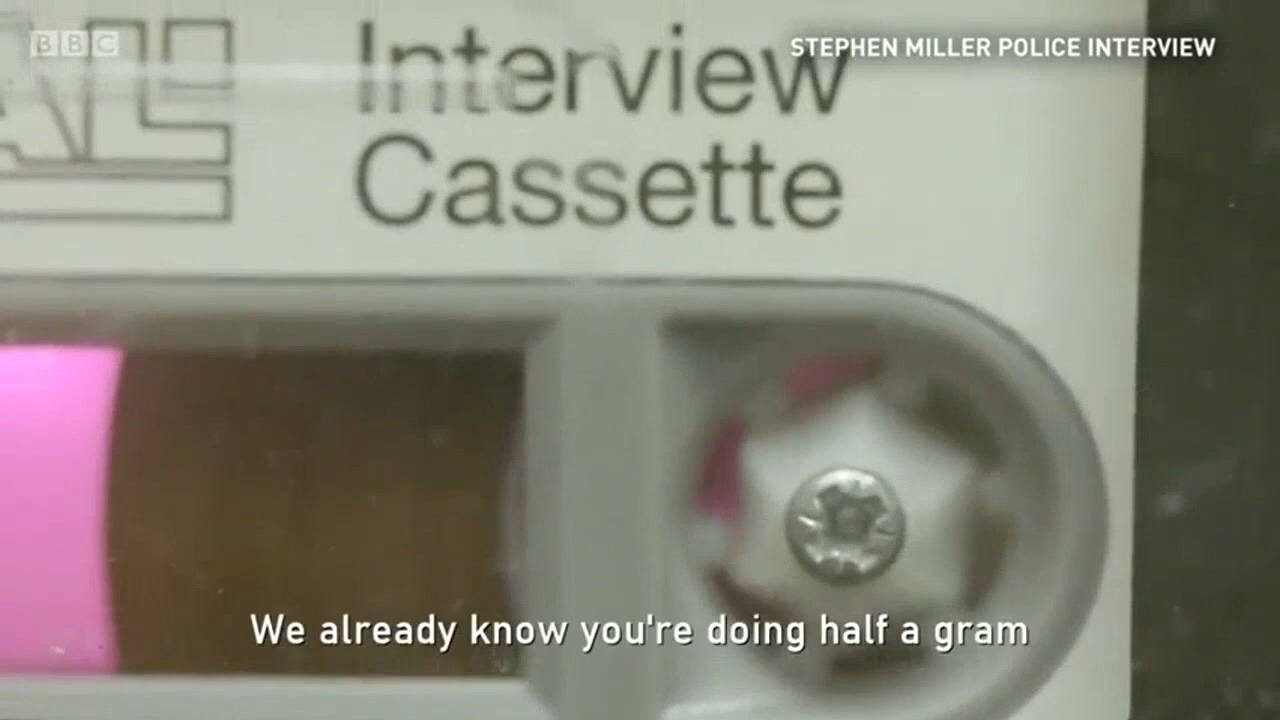 BBC
STEPHEN MILLER POLICE INTERVIEW
Interview
Cassette
We already know you're doing half a gram